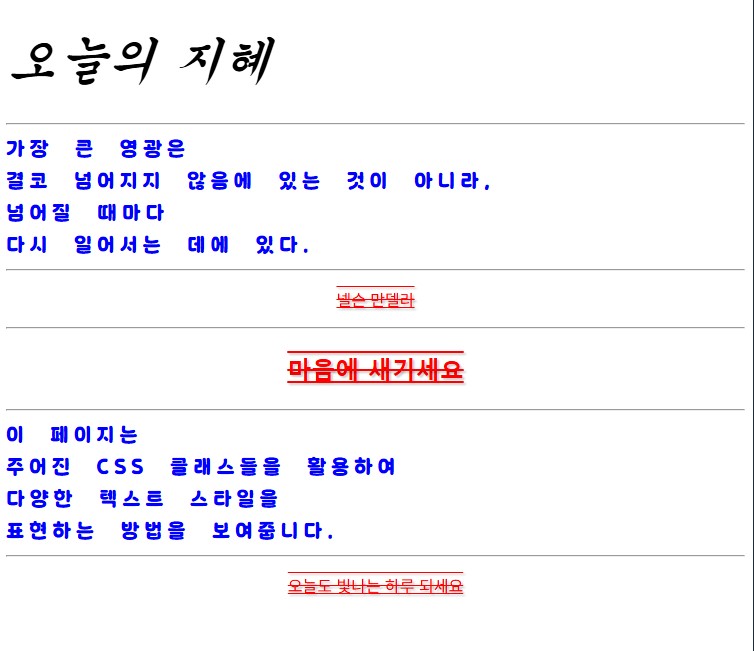 오늘의 지혜
가장 큰 영광은
결코 넘어지지 않음에 있는 것이 아니라,
넘어질 때마다
다시 일어서는 데에 있다.
넬슨 만델라
마음에 새기세요
이 페이지는
주어진 CSS 클래스들을 활용하여
다양한 텍스트 스타일을
표현하는 방법을 보여줍니다.
오늘도 빛나는 하루 되세요